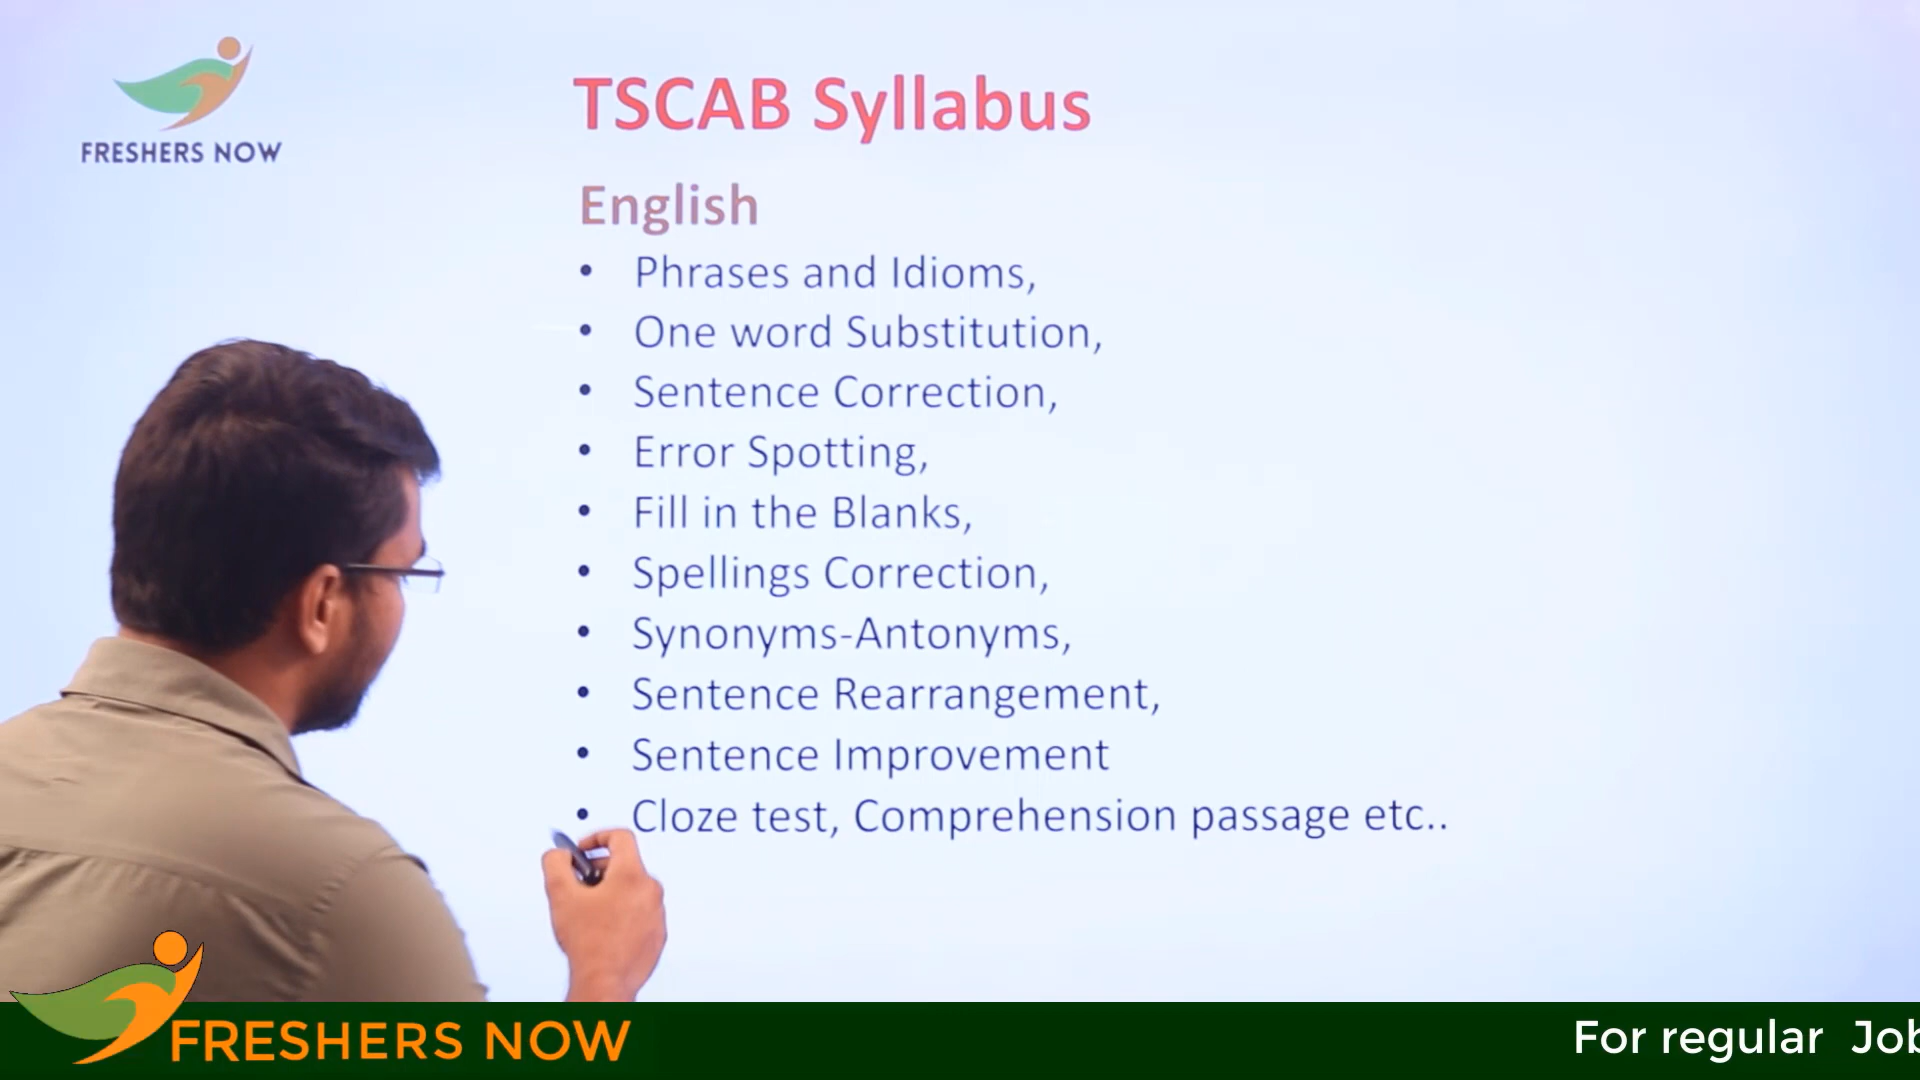 FRESHERS NOW
TSCAB Syllabus
English
• Phrases and Idioms,
• One word Substitution,
• Sentence Correction,
• Error Spotting,
• Fill in the Blanks,
• Spellings Correction,
• Synonyms-Antonyms,
• Sentence Rearrangement,
• Sentence Improvement
• Cloze test, Comprehension passage etc..
FRESHERS NOW
For regular